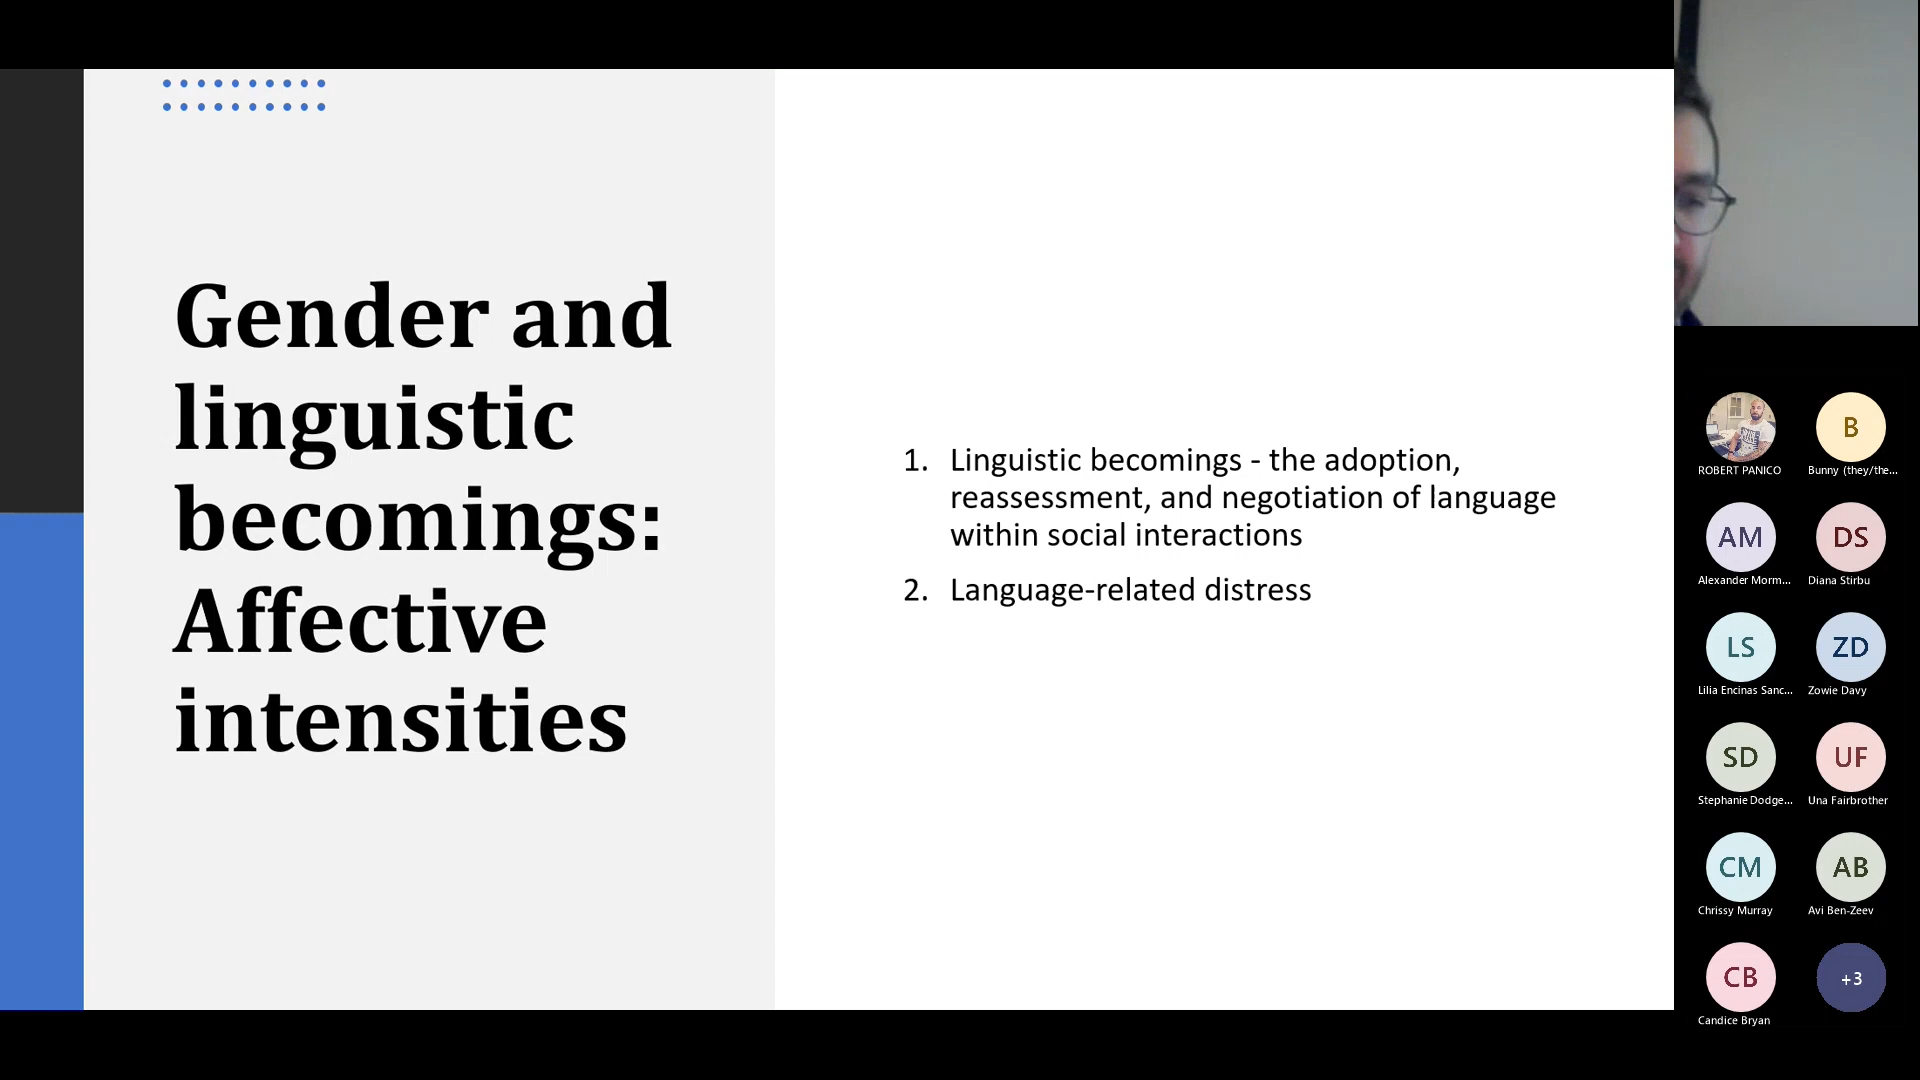 Gender and
linguistic
becomings:
Affective
intensities
1. Linguistic becomings - the adoption,
reassessment, and negotiation of language
within social interactions
2. Language-related distress
ROBERT PANICO
B
Bunny (they/the...
AM
Alexander Morm...
DS
Diana Stirbu
LS
Lilia Encinas Sanc...
ZD
Zowie Davy
SD
Stephanie Dodge...
UF
Una Fairbrother
CM
Chrissy Murray
AB
Avi Ben-Zeev
CB
Candice Bryan
+3